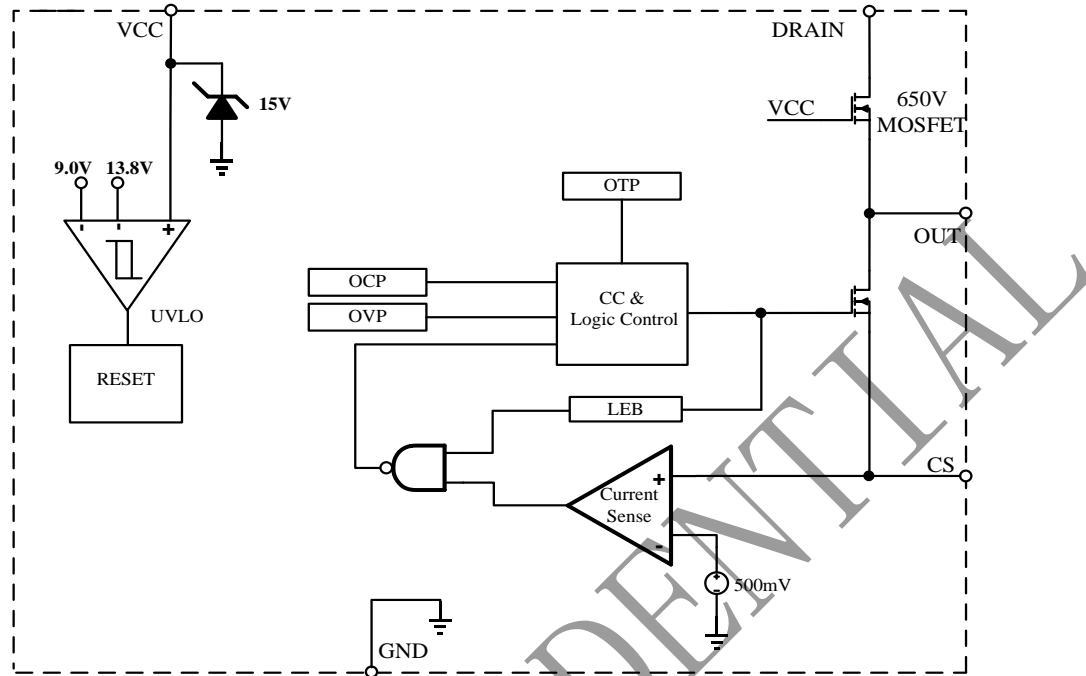 VCC
DRAIN
15V
VCC
650V
MOSFET
9.0V 13.8V
- - +
OTP
OUT
OCP
OVP
CC &
Logic Control
UVLO
RESET
LEB
CS
+
Current
Sense
-
+
-
500mV
GND
DENTIAL